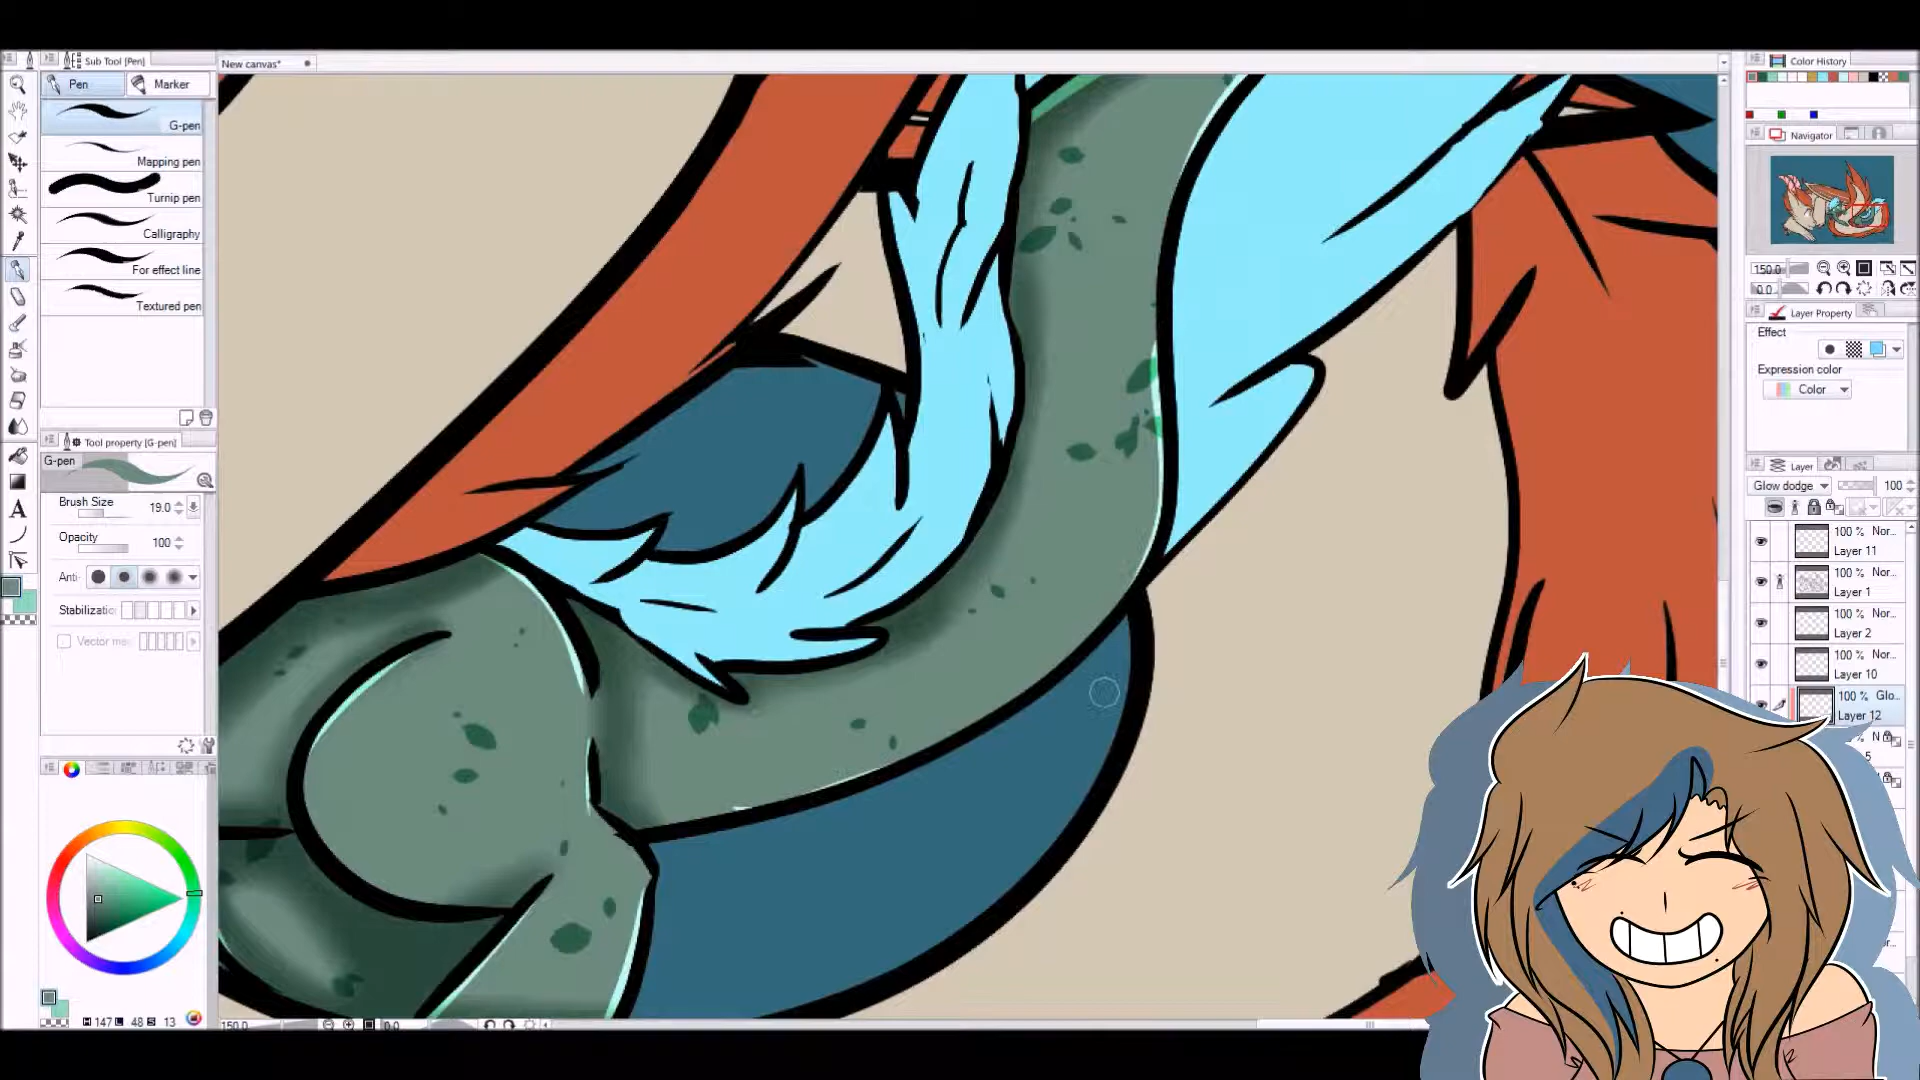 Sub Tool [Pen]
New canvas*
Color History
Pen
Marker
G-pen
Mapping pen
Turnip pen
Calligraphy
For effect line
Textured pen
Navigator
150.0
0.0
Layer Property
Effect
Expression color
Color
Tool property [G-pen]
G-pen
Brush Size 19.0
Opacity 100
Anti-
Stabilizatio
Vector ma
Layer
Glow dodge 100
100 % Nor...
Layer 11
100 % Nor...
Layer 1
100 % Nor...
Layer 2
100 % Nor...
Layer 10
100 % Glo...
Layer 12
% N
5
H 147 L 48 S 13
150.0
0.0